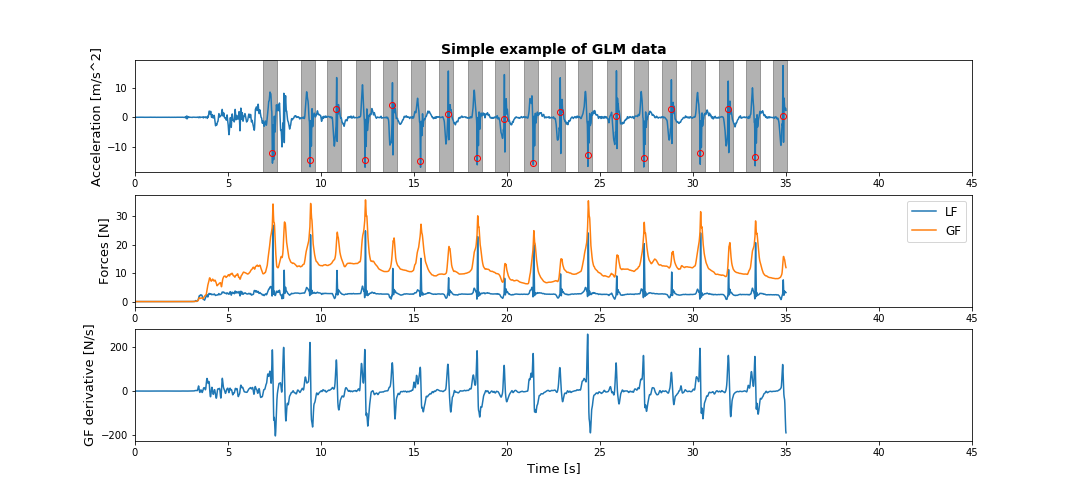 Simple example of GLM data
Acceleration [m/s^2]
10
0
−10
0 5 10 15 20 25 30 35 40 45
Forces [N]
30
20
10
0
LF
GF
0 5 10 15 20 25 30 35 40 45
GF derivative [N/s]
200
0
−200
0 5 10 15 20 25 30 35 40 45
Time [s]